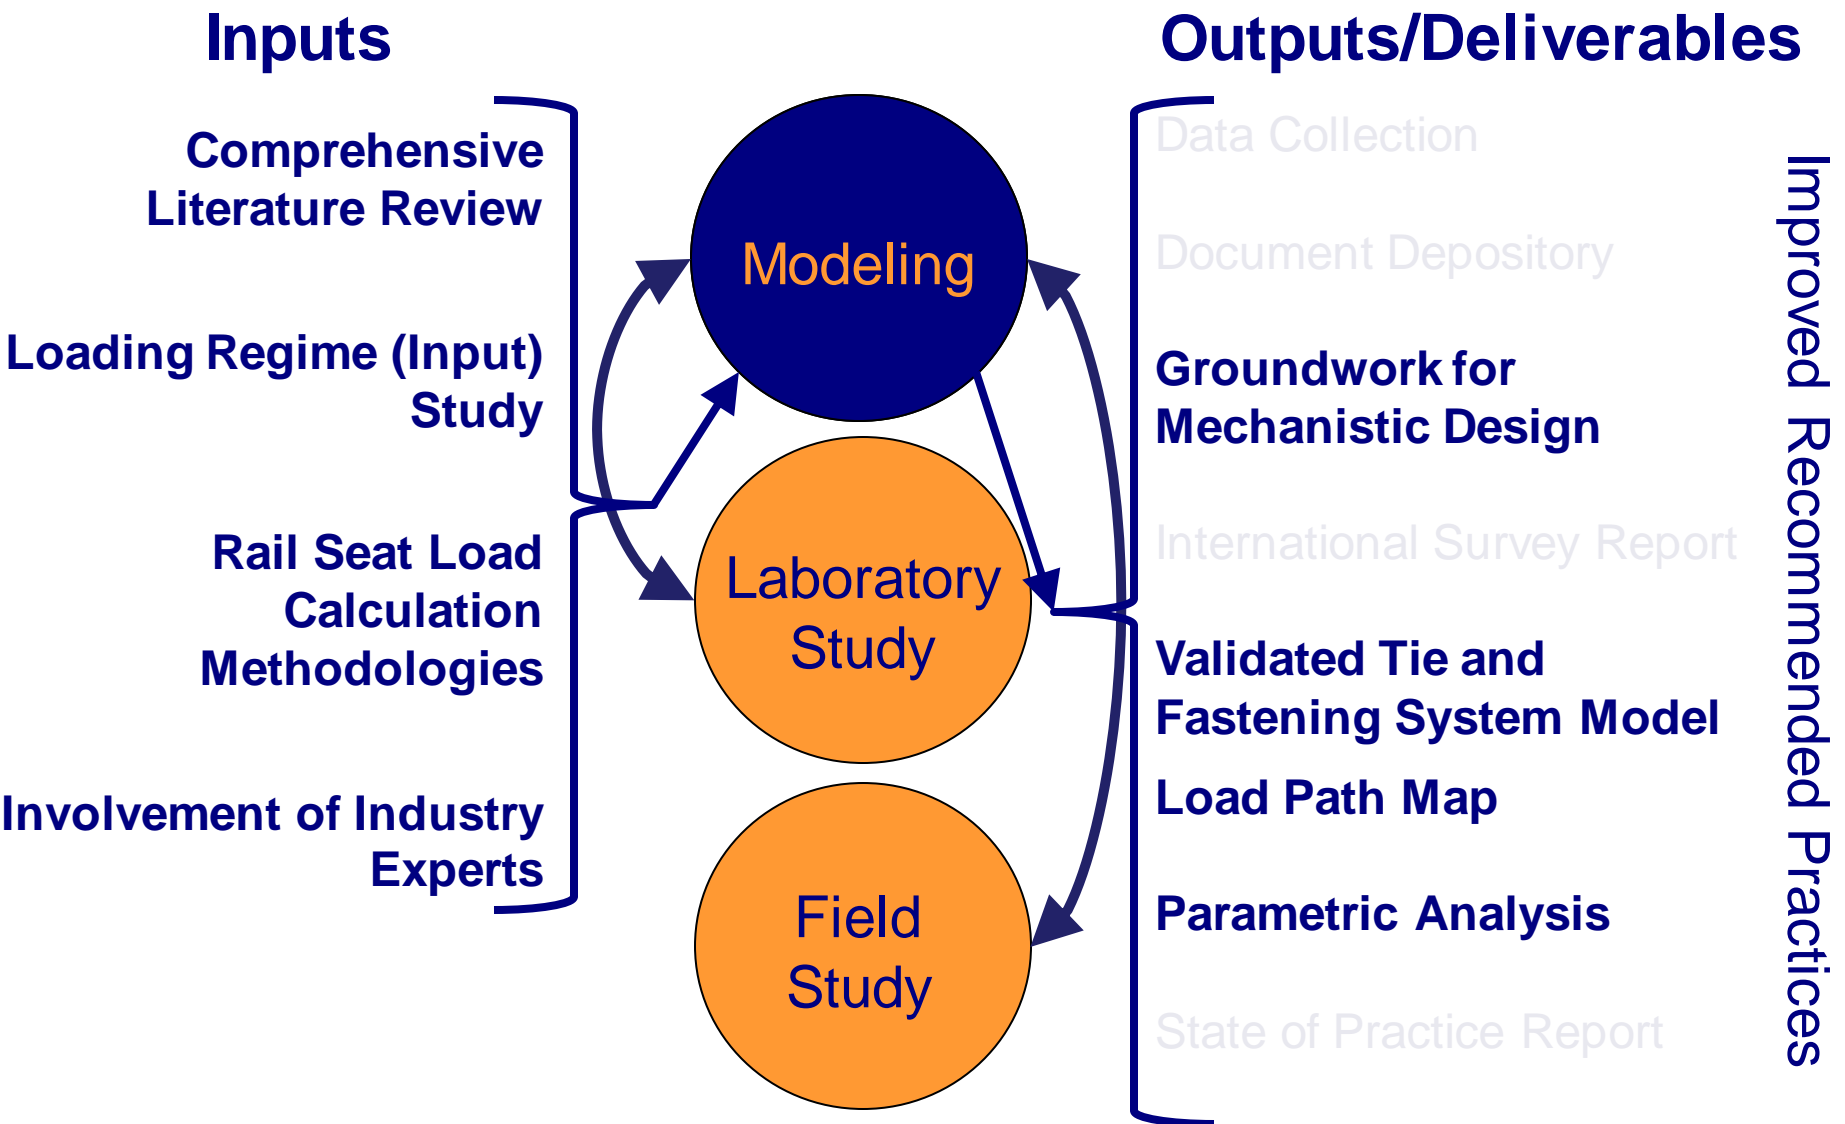 Inputs
Comprehensive
Literature Review
Loading Regime (Input)
Study
Rail Seat Load
Calculation
Methodologies
Involvement of Industry
Experts
Modeling
Laboratory
Study
Field
Study
Outputs/Deliverables
Data Collection
Document Depository
Groundwork for
Mechanistic Design
International Survey Report
Validated Tie and
Fastening System Model
Load Path Map
Parametric Analysis
State of Practice Report
Improved Recommended Practices